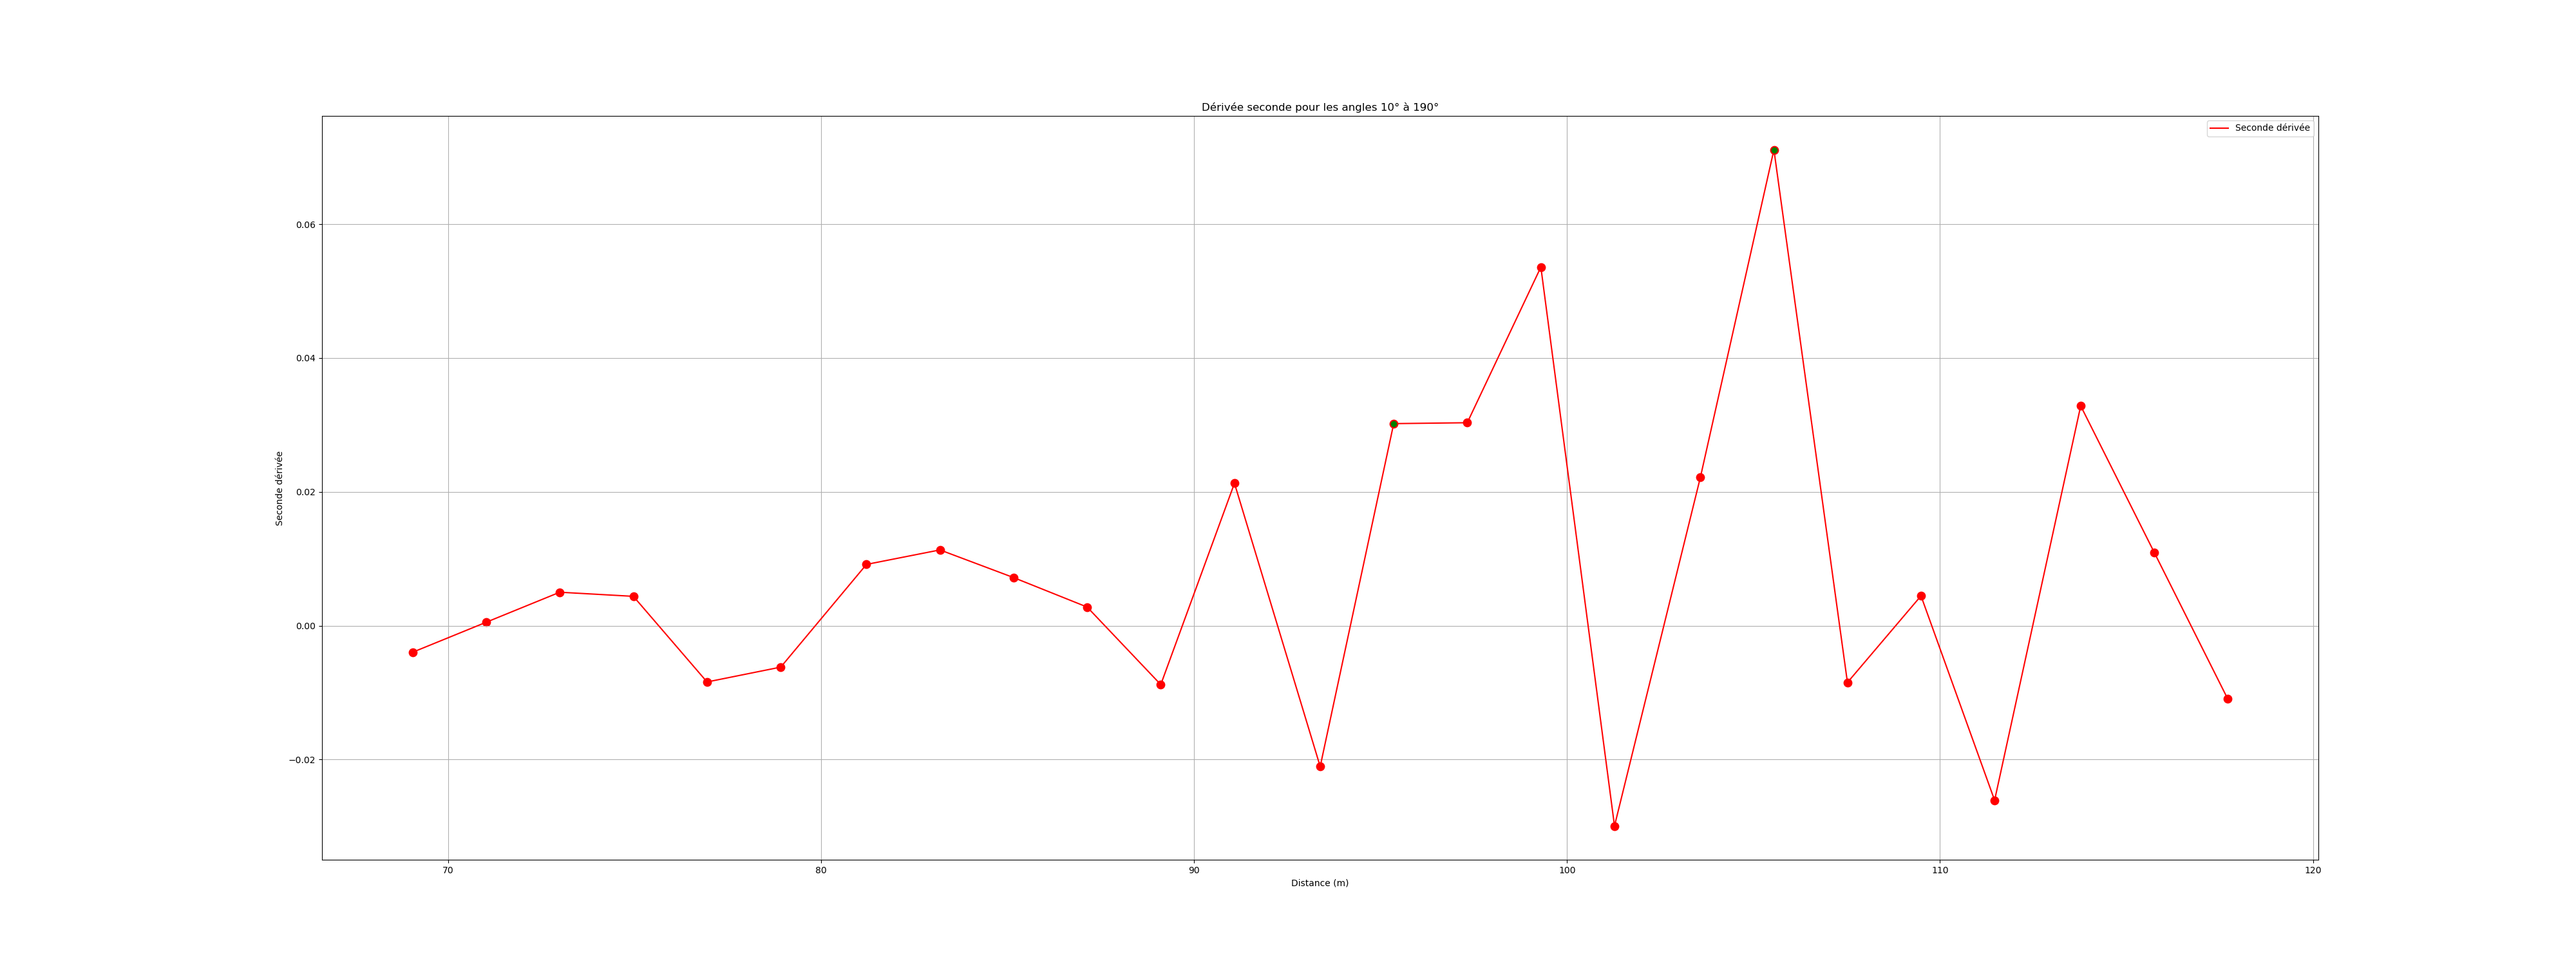 Dérivée seconde pour les angles 10° à 190°
Seconde dérivée
0.06
0.04
0.02
0.00
−0.02
Seconde dérivée
70 80 90 100 110 120
Distance (m)